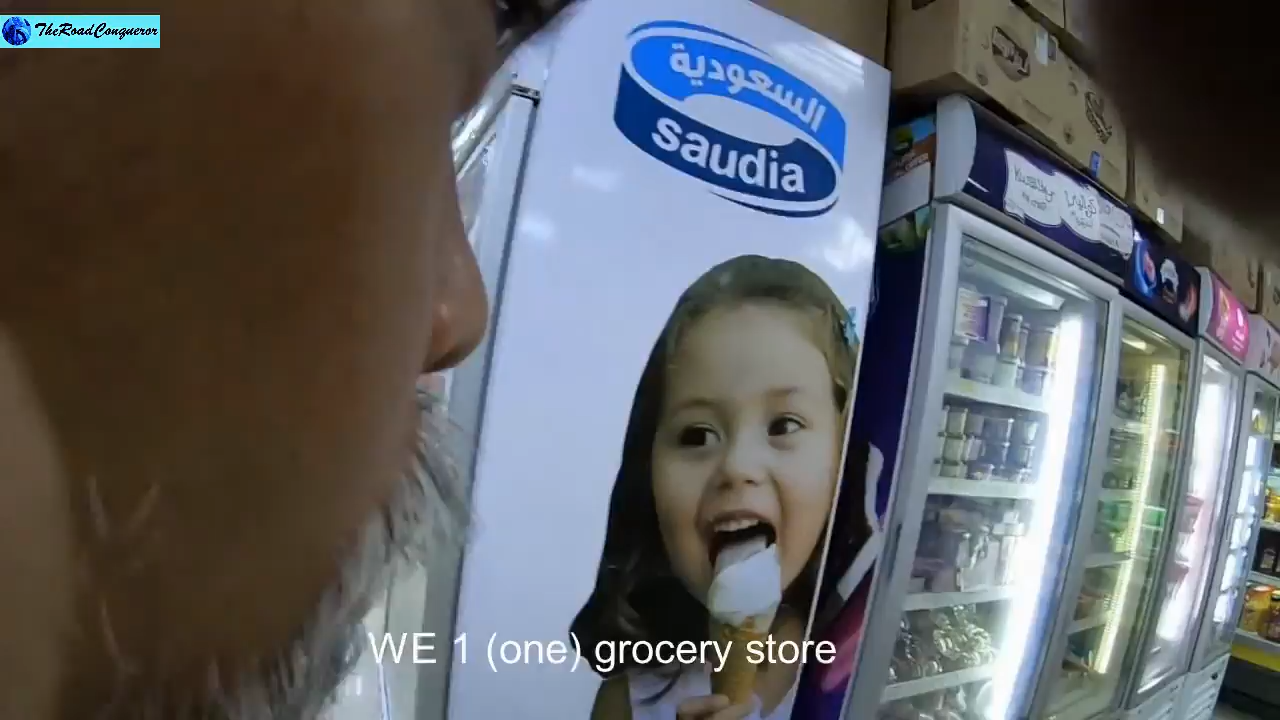 TheRoadConqueror
السعودية
saudia
WE 1 (one) grocery store